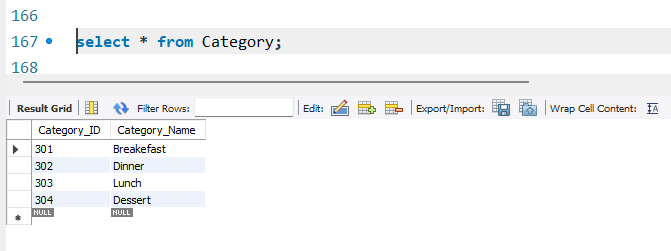 166
167 select * from Category;
168
Result Grid Filter Rows: Edit: Export/Import: Wrap Cell Content:
Category_ID Category_Name
301 Breakefast
302 Dinner
303 Lunch
304 Dessert
NULL NULL